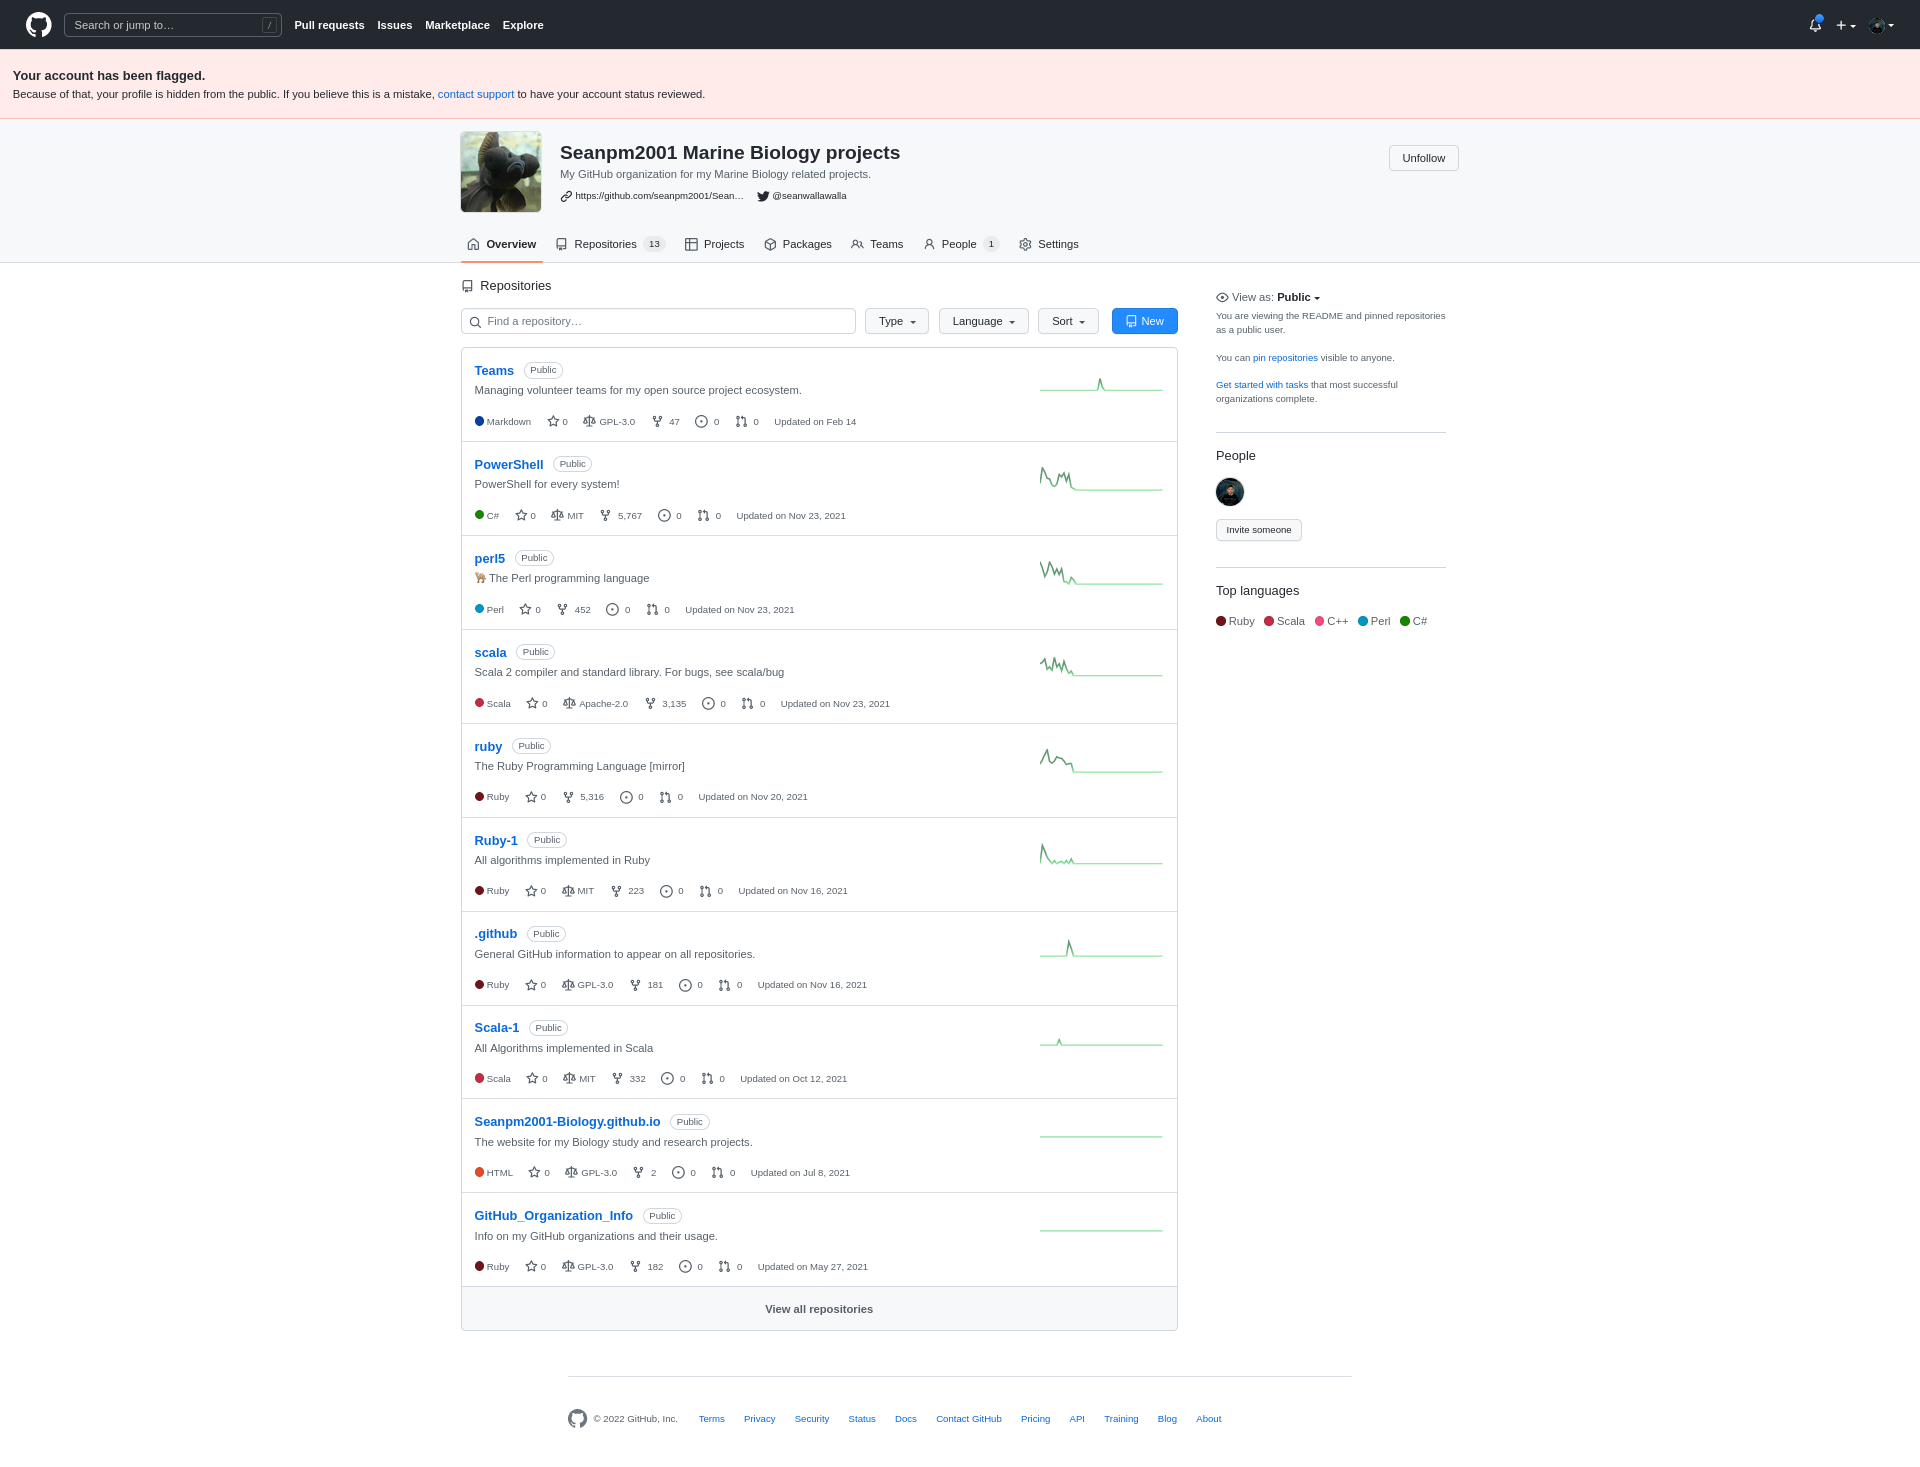 Search or jump to… /
Pull requests Issues Marketplace Explore
Your account has been flagged.
Because of that, your profile is hidden from the public. If you believe this is a mistake, contact support to have your account status reviewed.
Seanpm2001 Marine Biology projects
My GitHub organization for my Marine Biology related projects.
https://github.com/seanpm2001/Sean… @seanwallawalla
Unfollow
Overview Repositories 13 Projects Packages Teams People 1 Settings
Repositories
Find a repository… Type Language Sort New
Teams Public
Managing volunteer teams for my open source project ecosystem.
Markdown 0 GPL-3.0 47 0 0 Updated on Feb 14
PowerShell Public
PowerShell for every system!
C# 0 MIT 5,767 0 0 Updated on Nov 23, 2021
perl5 Public
🐫 The Perl programming language
Perl 0 452 0 0 Updated on Nov 23, 2021
scala Public
Scala 2 compiler and standard library. For bugs, see scala/bug
Scala 0 Apache-2.0 3,135 0 0 Updated on Nov 23, 2021
ruby Public
The Ruby Programming Language [mirror]
Ruby 0 5,316 0 0 Updated on Nov 20, 2021
Ruby-1 Public
All algorithms implemented in Ruby
Ruby 0 MIT 223 0 0 Updated on Nov 16, 2021
.github Public
General GitHub information to appear on all repositories.
Ruby 0 GPL-3.0 181 0 0 Updated on Nov 16, 2021
Scala-1 Public
All Algorithms implemented in Scala
Scala 0 MIT 332 0 0 Updated on Oct 12, 2021
Seanpm2001-Biology.github.io Public
The website for my Biology study and research projects.
HTML 0 GPL-3.0 2 0 0 Updated on Jul 8, 2021
GitHub_Organization_Info Public
Info on my GitHub organizations and their usage.
Ruby 0 GPL-3.0 182 0 0 Updated on May 27, 2021
View all repositories
View as: Public
You are viewing the README and pinned repositories
as a public user.
You can pin repositories visible to anyone.
Get started with tasks that most successful
organizations complete.
People
Invite someone
Top languages
Ruby Scala C++ Perl C#
© 2022 GitHub, Inc. Terms Privacy Security Status Docs Contact GitHub Pricing API Training Blog About